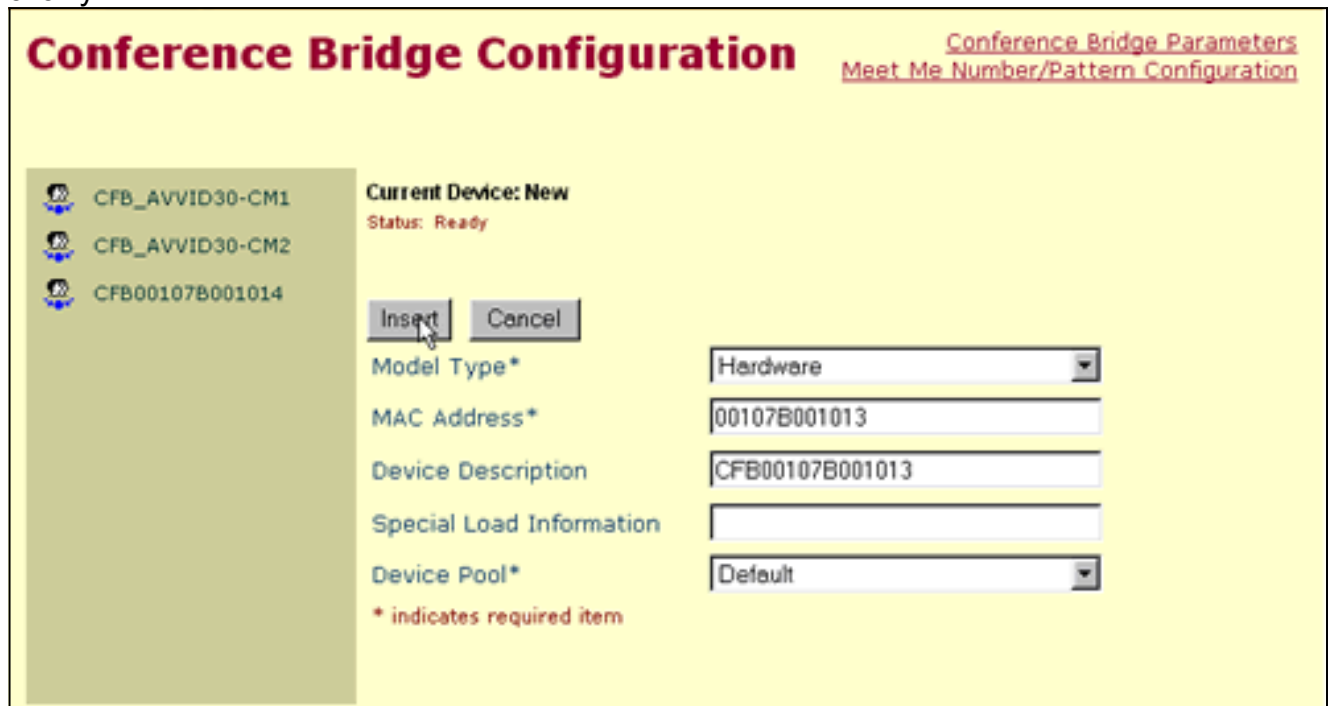 Conference Bridge Configuration
Conference Bridge Parameters
Meet Me Number/Pattern Configuration
CFB_AVVID30-CM1
CFB_AVVID30-CM2
CFB00107B001014
Current Device: New
Status: Ready
Insert Cancel
Model Type* Hardware
MAC Address* 00107B001013
Device Description CFB00107B001013
Special Load Information
Device Pool* Default
* indicates required item